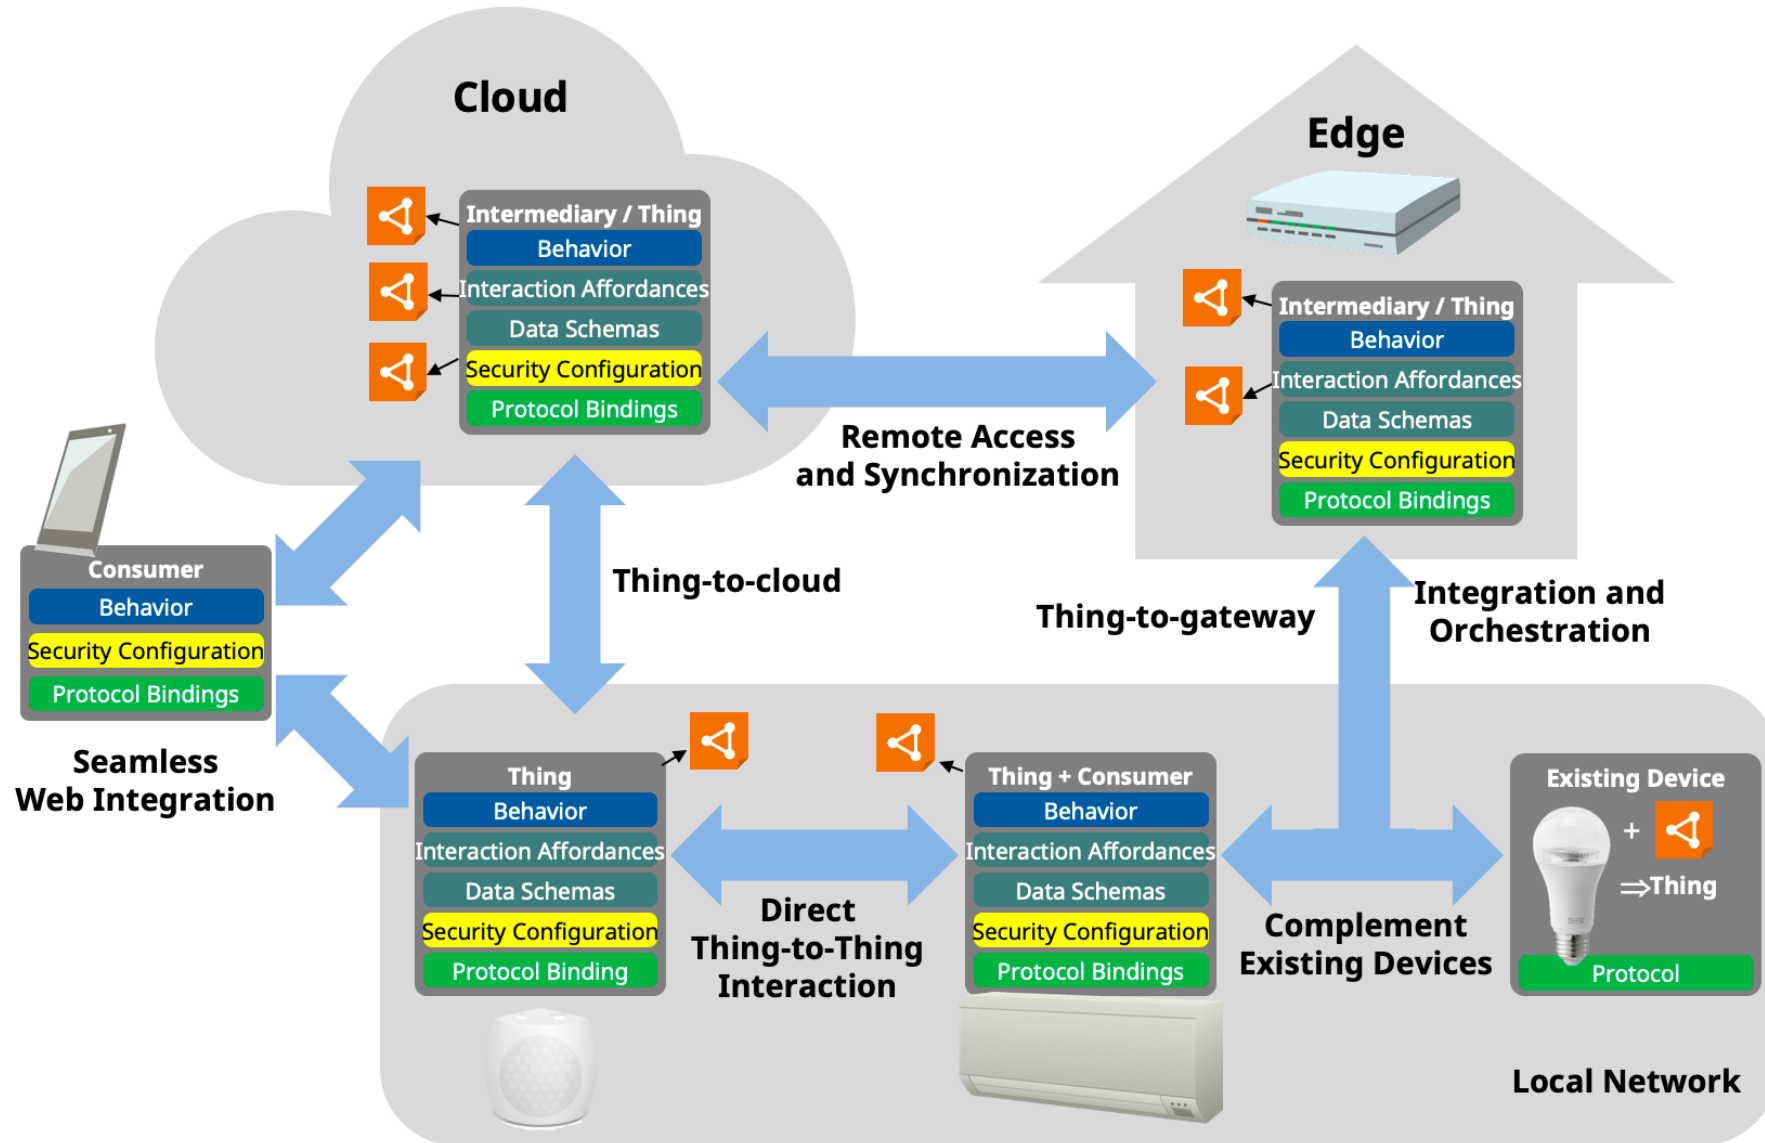 Cloud
Intermediary / Thing
Behavior
Interaction Affordances
Data Schemas
Security Configuration
Protocol Bindings
Edge
Intermediary / Thing
Behavior
Interaction Affordances
Data Schemas
Security Configuration
Protocol Bindings
Remote Access
and Synchronization
Consumer
Behavior
Security Configuration
Protocol Bindings
Seamless
Web Integration
Thing-to-cloud
Thing-to-gateway
Integration and
Orchestration
Thing
Behavior
Interaction Affordances
Data Schemas
Security Configuration
Protocol Binding
Direct
Thing-to-Thing
Interaction
Thing + Consumer
Behavior
Interaction Affordances
Data Schemas
Security Configuration
Protocol Bindings
Complement
Existing Devices
Existing Device
+
⇒Thing
Protocol
Local Network